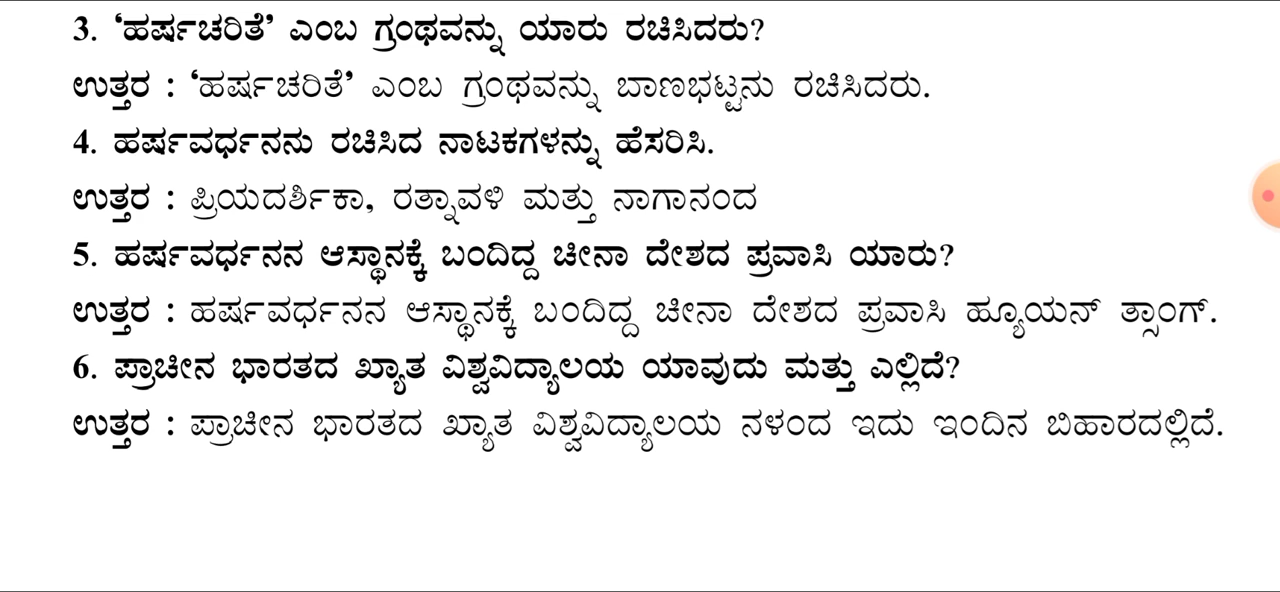 3. ‘ಹರ್ಷಚರಿತೆ’ ಎಂಬ ಗ್ರಂಥವನ್ನು ಯಾರು ರಚಿಸಿದರು?
ಉತ್ತರ : ‘ಹರ್ಷಚರಿತೆ’ ಎಂಬ ಗ್ರಂಥವನ್ನು ಬಾಣಭಟ್ಟನು ರಚಿಸಿದರು.
4. ಹರ್ಷವರ್ಧನನು ರಚಿಸಿದ ನಾಟಕಗಳನ್ನು ಹೆಸರಿಸಿ.
ಉತ್ತರ : ಪ್ರಿಯದರ್ಶಿಕಾ, ರತ್ನಾವಳಿ ಮತ್ತು ನಾಗಾನಂದ
5. ಹರ್ಷವರ್ಧನನ ಆಸ್ಥಾನಕ್ಕೆ ಬಂದಿದ್ದ ಚೀನಾ ದೇಶದ ಪ್ರವಾಸಿ ಯಾರು?
ಉತ್ತರ : ಹರ್ಷವರ್ಧನನ ಆಸ್ಥಾನಕ್ಕೆ ಬಂದಿದ್ದ ಚೀನಾ ದೇಶದ ಪ್ರವಾಸಿ ಹ್ಯೂಯನ್ ತ್ಸಾಂಗ್.
6. ಪ್ರಾಚೀನ ಭಾರತದ ಖ್ಯಾತ ವಿಶ್ವವಿದ್ಯಾಲಯ ಯಾವುದು ಮತ್ತು ಎಲ್ಲಿದೆ?
ಉತ್ತರ : ಪ್ರಾಚೀನ ಭಾರತದ ಖ್ಯಾತ ವಿಶ್ವವಿದ್ಯಾಲಯ ನಳಂದ ಇದು ಇಂದಿನ ಬಿಹಾರದಲ್ಲಿದೆ.